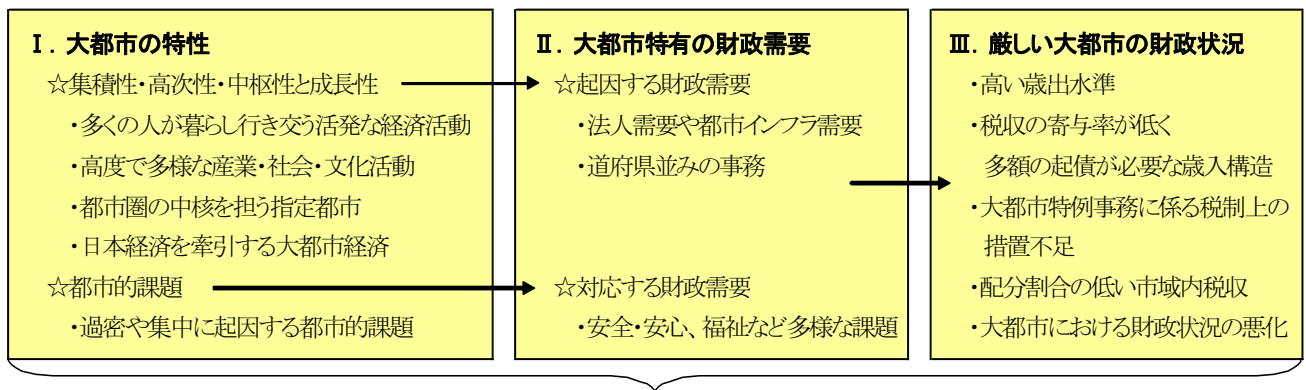 Ⅰ．大都市の特性
☆集積性・高次性・中枢性と成長性
・多くの人が暮らし行き交う活発な経済活動
・高度で多様な産業・社会・文化活動
・都市圏の中核を担う指定都市
・日本経済を牽引する大都市経済
☆都市的課題
・過密や集中に起因する都市的課題
Ⅱ．大都市特有の財政需要
☆起因する財政需要
・法人需要や都市インフラ需要
・道府県並みの事務
☆対応する財政需要
・安全・安心、福祉など多様な課題
Ⅲ．厳しい大都市の財政状況
・高い歳出水準
・税収の寄与率が低く
多額の起債が必要な歳入構造
・大都市特例事務に係る税制上の
措置不足
・配分割合の低い市域内税収
・大都市における財政状況の悪化